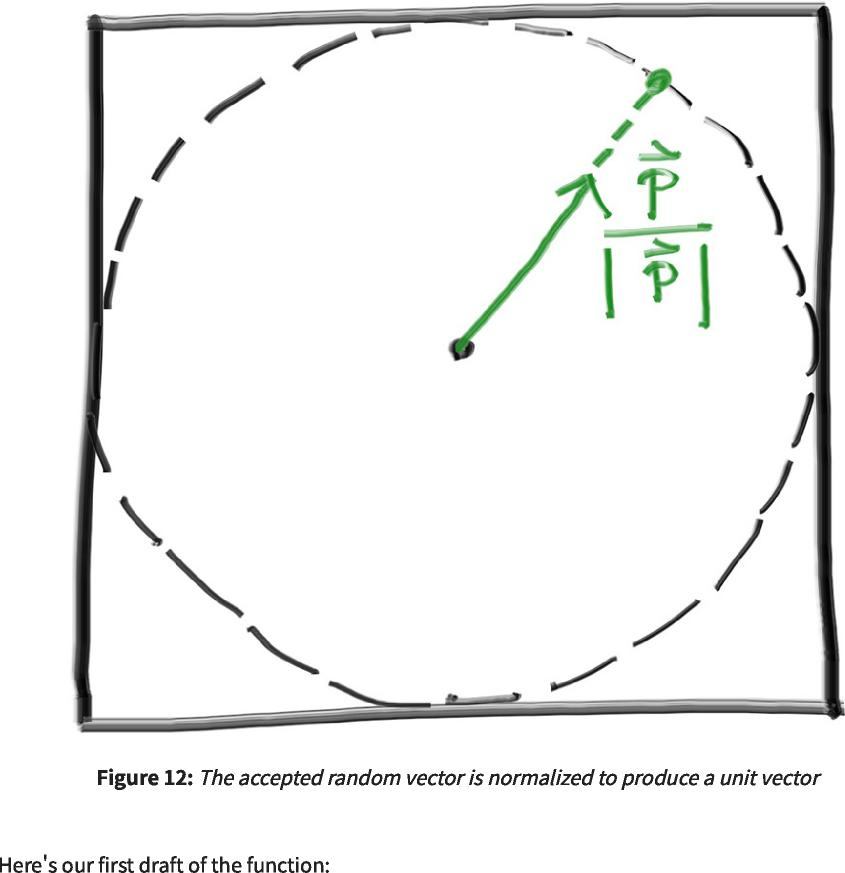 P
|P|
Figure 12: The accepted random vector is normalized to produce a unit vector
Here's our first draft of the function: